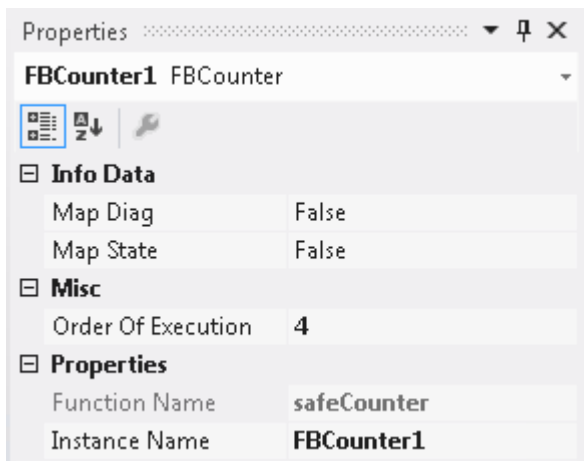 Properties
FBCounter1 FBCounter
Info Data
Map Diag False
Map State False
Misc
Order Of Execution 4
Properties
Function Name safeCounter
Instance Name FBCounter1